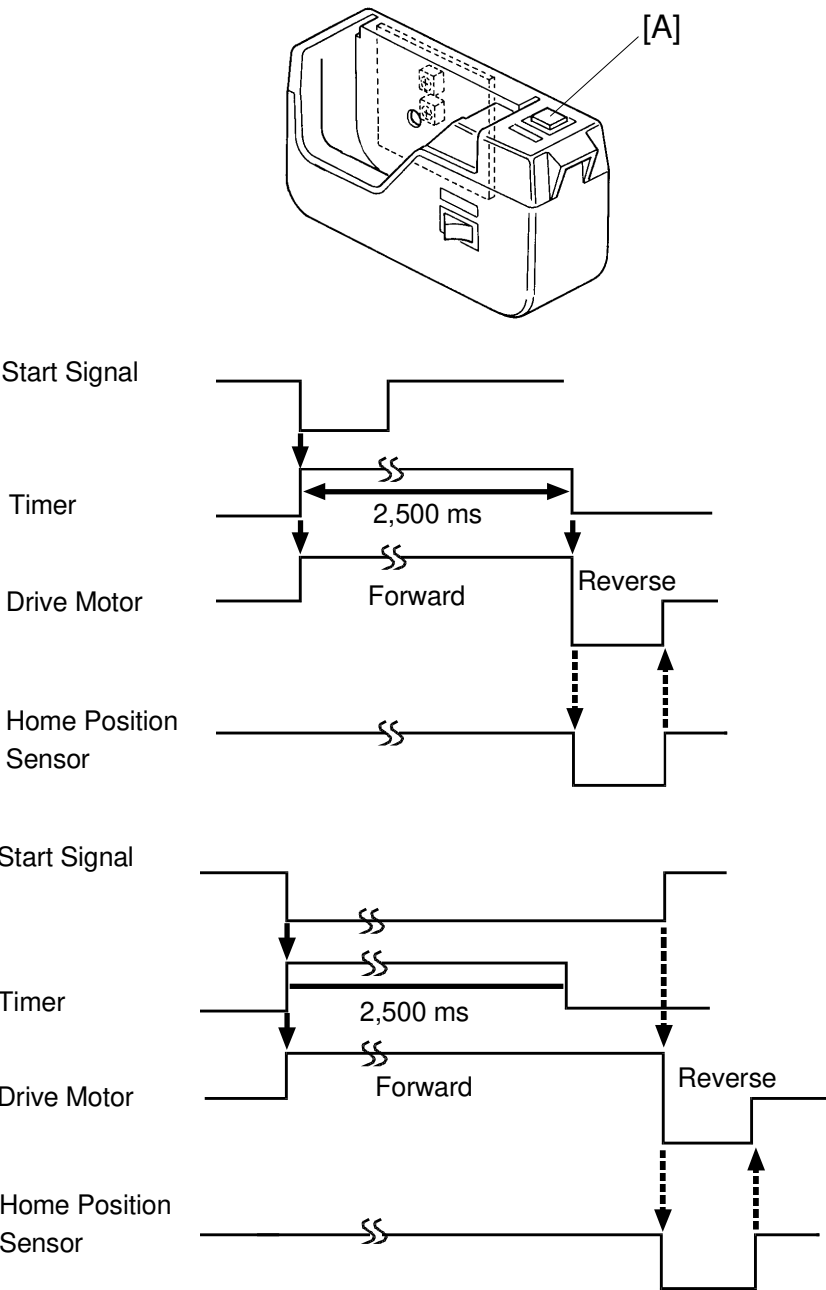 [A]
Start Signal
Timer
2,500 ms
Drive Motor
Forward
Reverse
Home Position
Sensor
Start Signal
Timer
2,500 ms
Drive Motor
Forward
Reverse
Home Position
Sensor